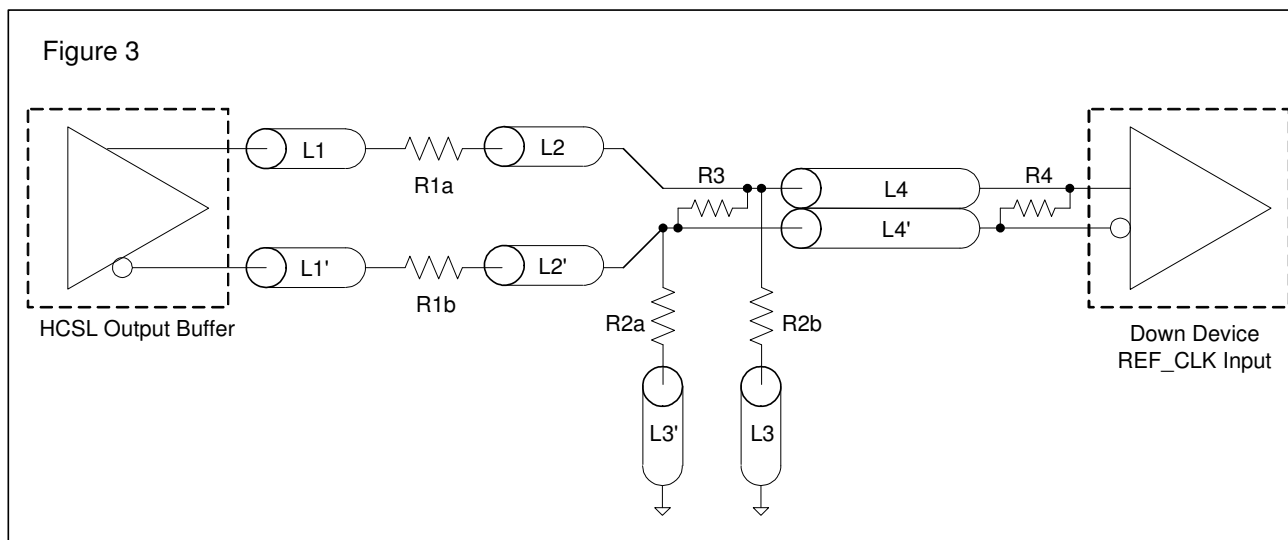 Figure 3
L1
R1a
L2
R3
L4
R4
L4'
L1'
R1b
L2'
HCSL Output Buffer
R2a
R2b
Down Device
REF_CLK Input
L3'
L3